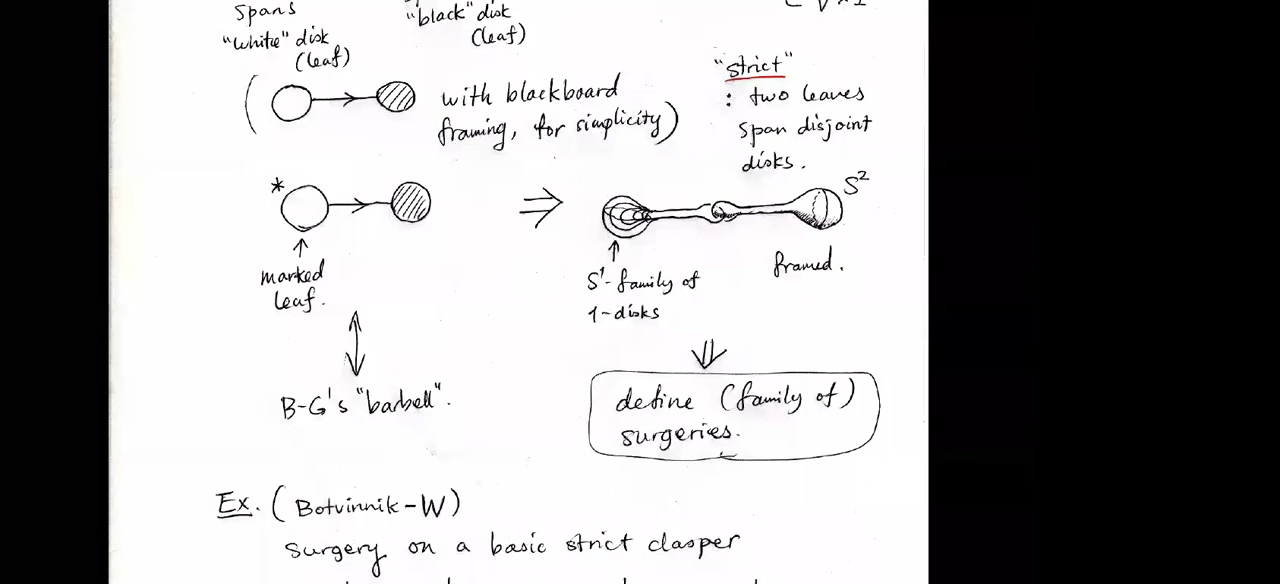 spans
"white" disk
(leaf)
"black" disk
(leaf)
"strict"
: two leaves
span disjoint
disks.
( with blackboard
framing, for simplicity)
*
marked
leaf.
⇒
S²
S¹-family of
1-disks
framed.
B-G's "barbell".
define (family of)
surgeries.
Ex. (Botvinnik-W)
surgery on a basic strict clasper